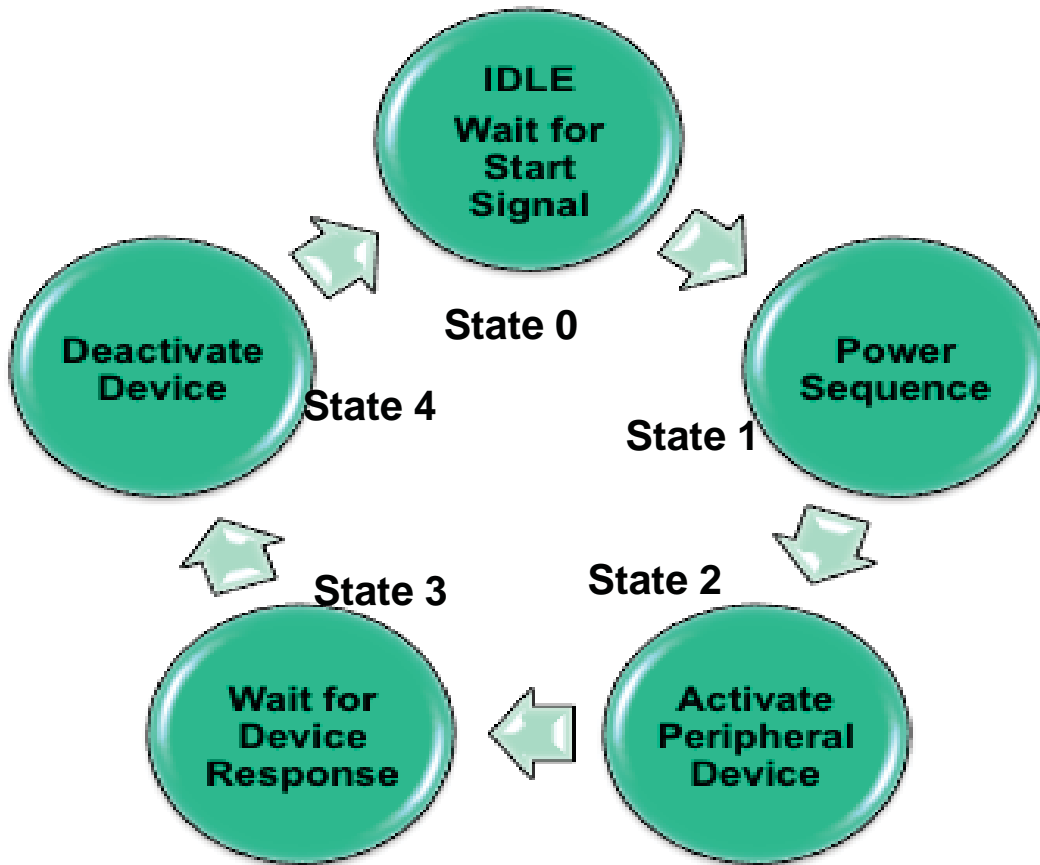 IDLE
Wait for
Start
Signal
State 0
Power
Sequence
State 1
Activate
Peripheral
Device
State 2
Wait for
Device
Response
State 3
Deactivate
Device
State 4